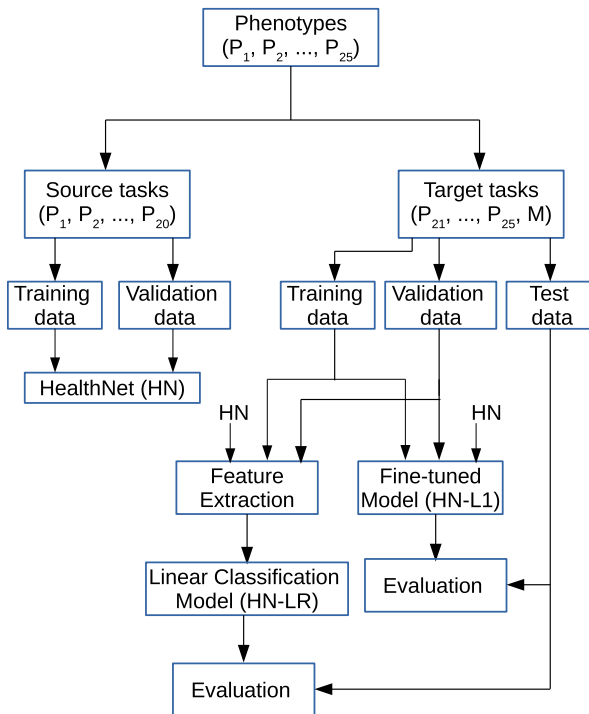 Phenotypes
(P1, P2, ..., P25)
Source tasks
(P1, P2, ..., P20)
Target tasks
(P21, ..., P25, M)
Training
data
Validation
data
Training
data
Validation
data
Test
data
HealthNet (HN)
HN
HN
Feature
Extraction
Fine-tuned
Model (HN-L1)
Linear Classification
Model (HN-LR)
Evaluation
Evaluation